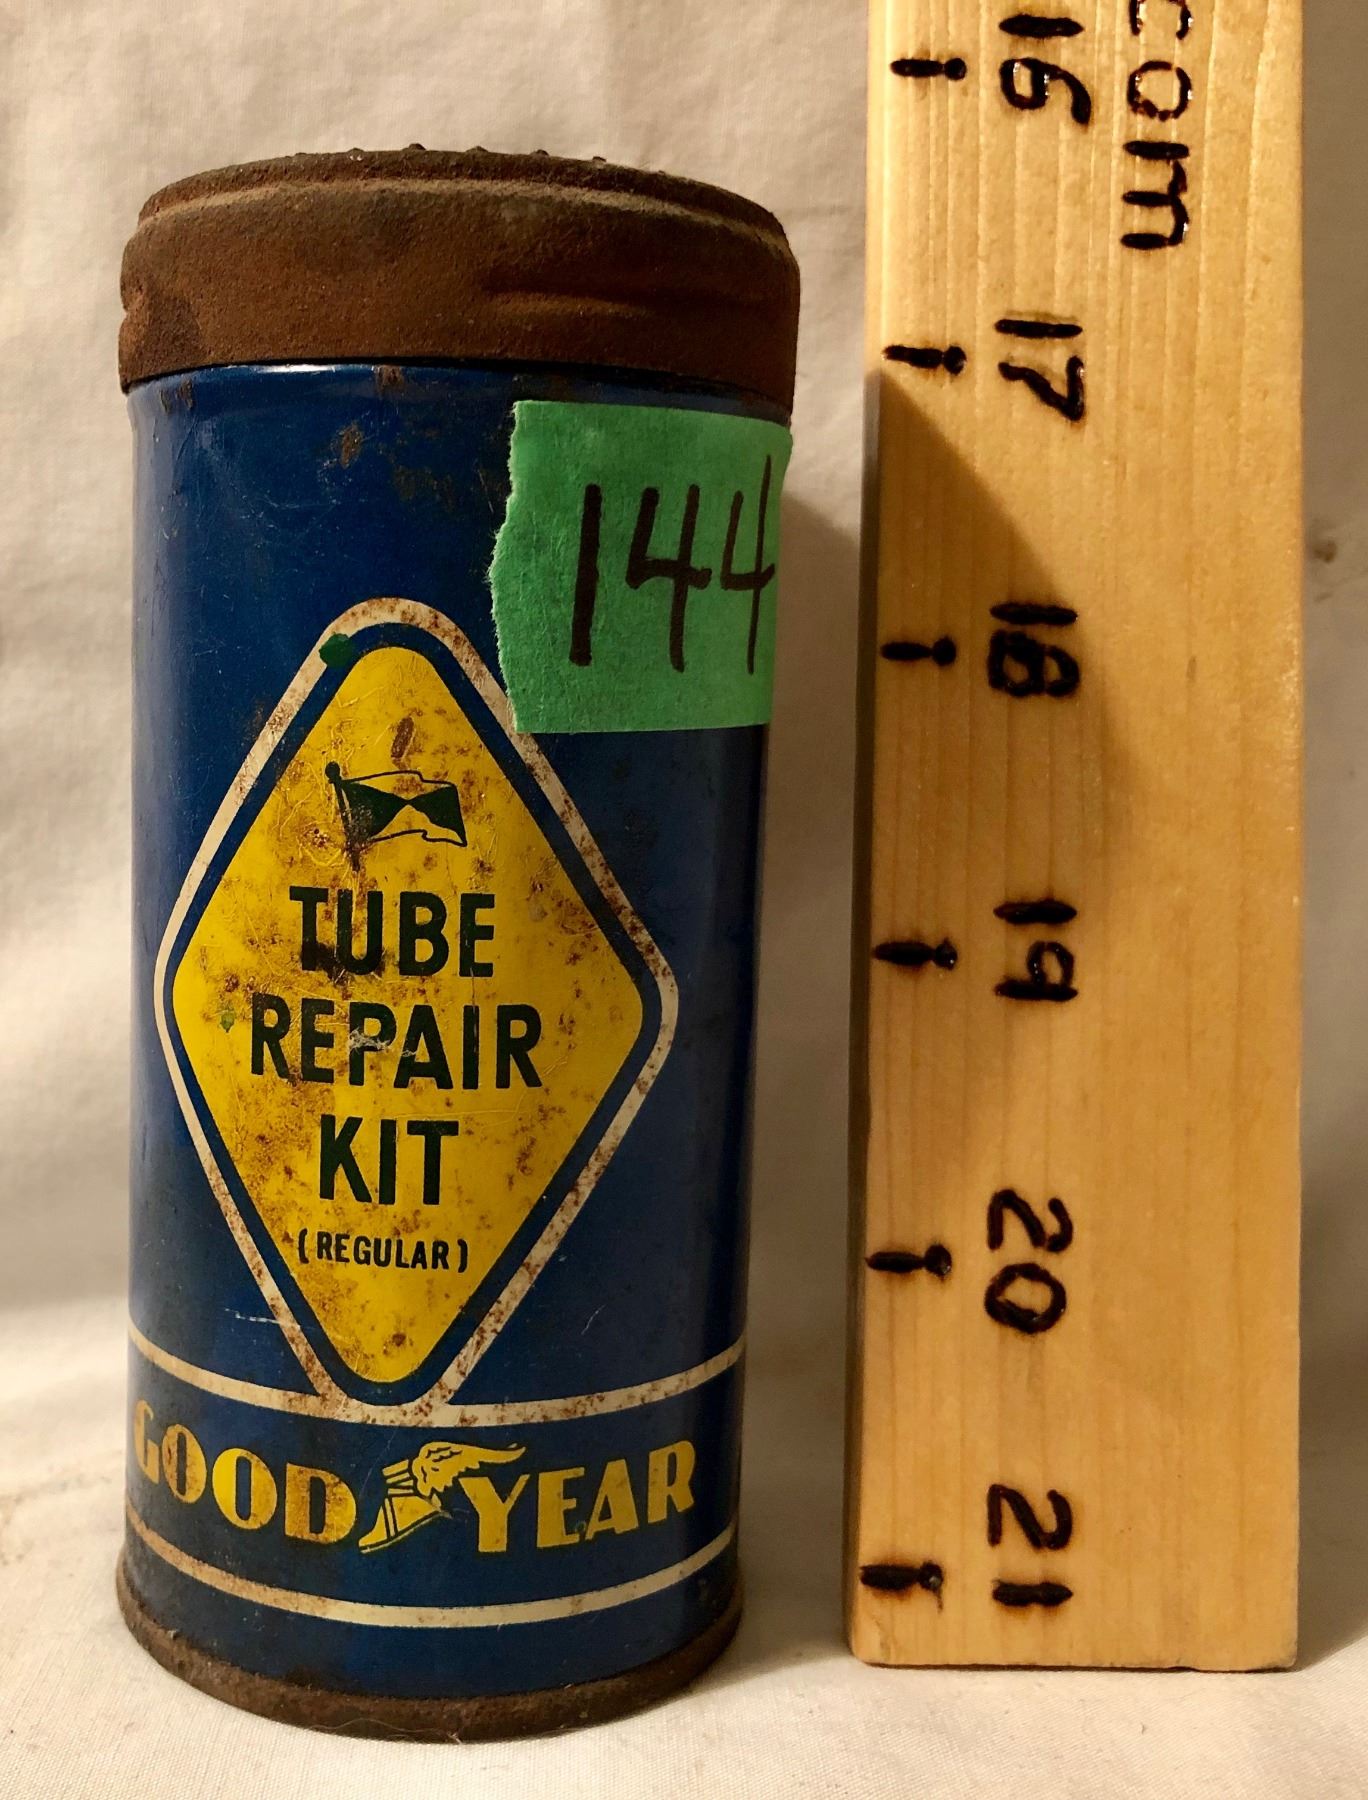 144
TUBE
REPAIR
KIT
(REGULAR)
GOOD YEAR
com
16
17
18
19
20
21